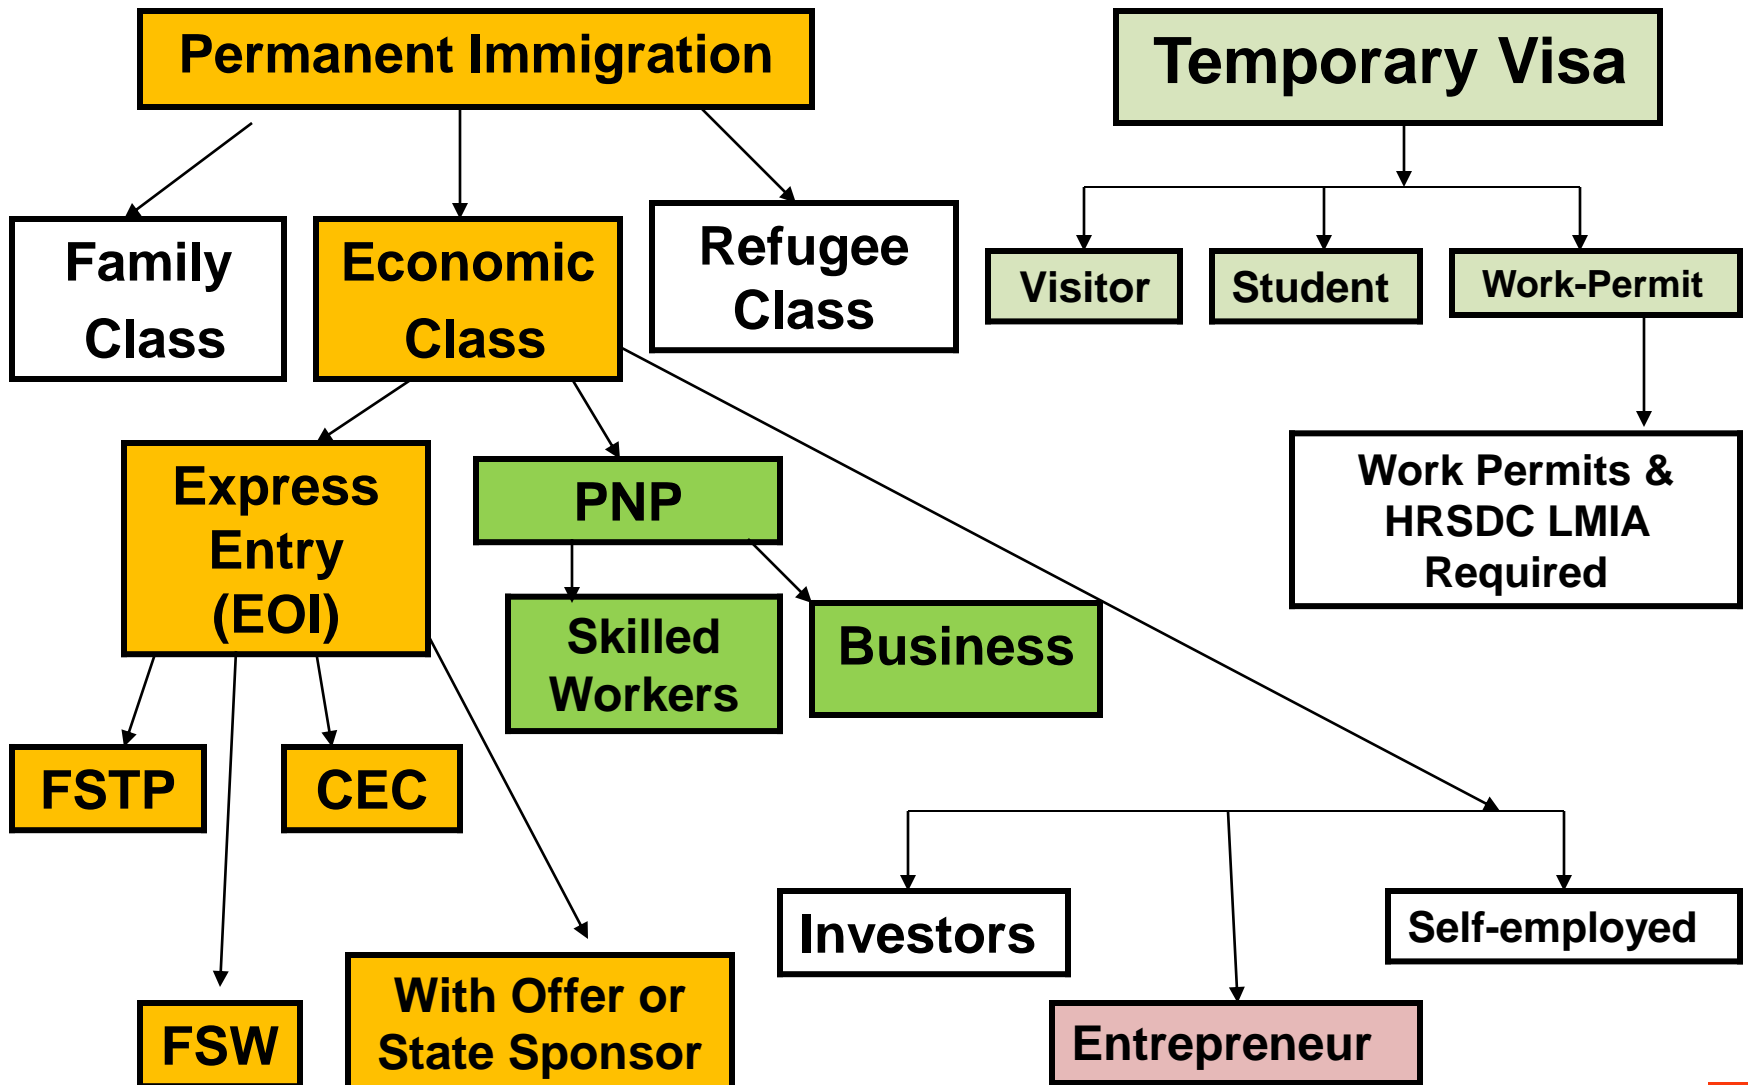 Permanent Immigration
Temporary Visa
Family
Class
Economic
Class
Refugee
Class
Visitor
Student
Work-Permit
Express
Entry
(EOI)
PNP
Work Permits &
HRSDC LMIA
Required
Skilled
Workers
Business
FSTP
CEC
Investors
Self-employed
FSW
With Offer or
State Sponsor
Entrepreneur